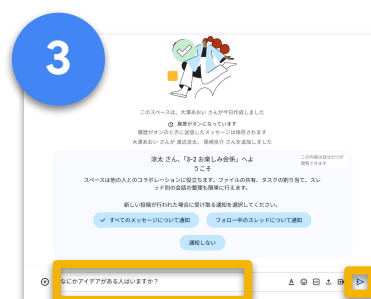 3
このスペースは、大澤あおい さんが今日作成しました
履歴がオンになっています
履歴がオンのときに送信したメッセージは保存されます
大澤あおい さんが 渡辺涼太、尾崎京介 さんを追加しました
この内容は自分だけが
閲覧できます
涼太 さん、「3-2 お楽しみ会係」へよ
うこそ
スペースは他の人とのコラボレーションに役立ちます。ファイルの共有、タスクの割り当て、スレ
ッド別の会話の整理も簡単に行えます。
新しい投稿が行われた場合に受け取る通知を選択してください。
すべてのメッセージについて通知
フォロー中のスレッドについて通知
通知しない
なにかアイデアがある人はいますか？